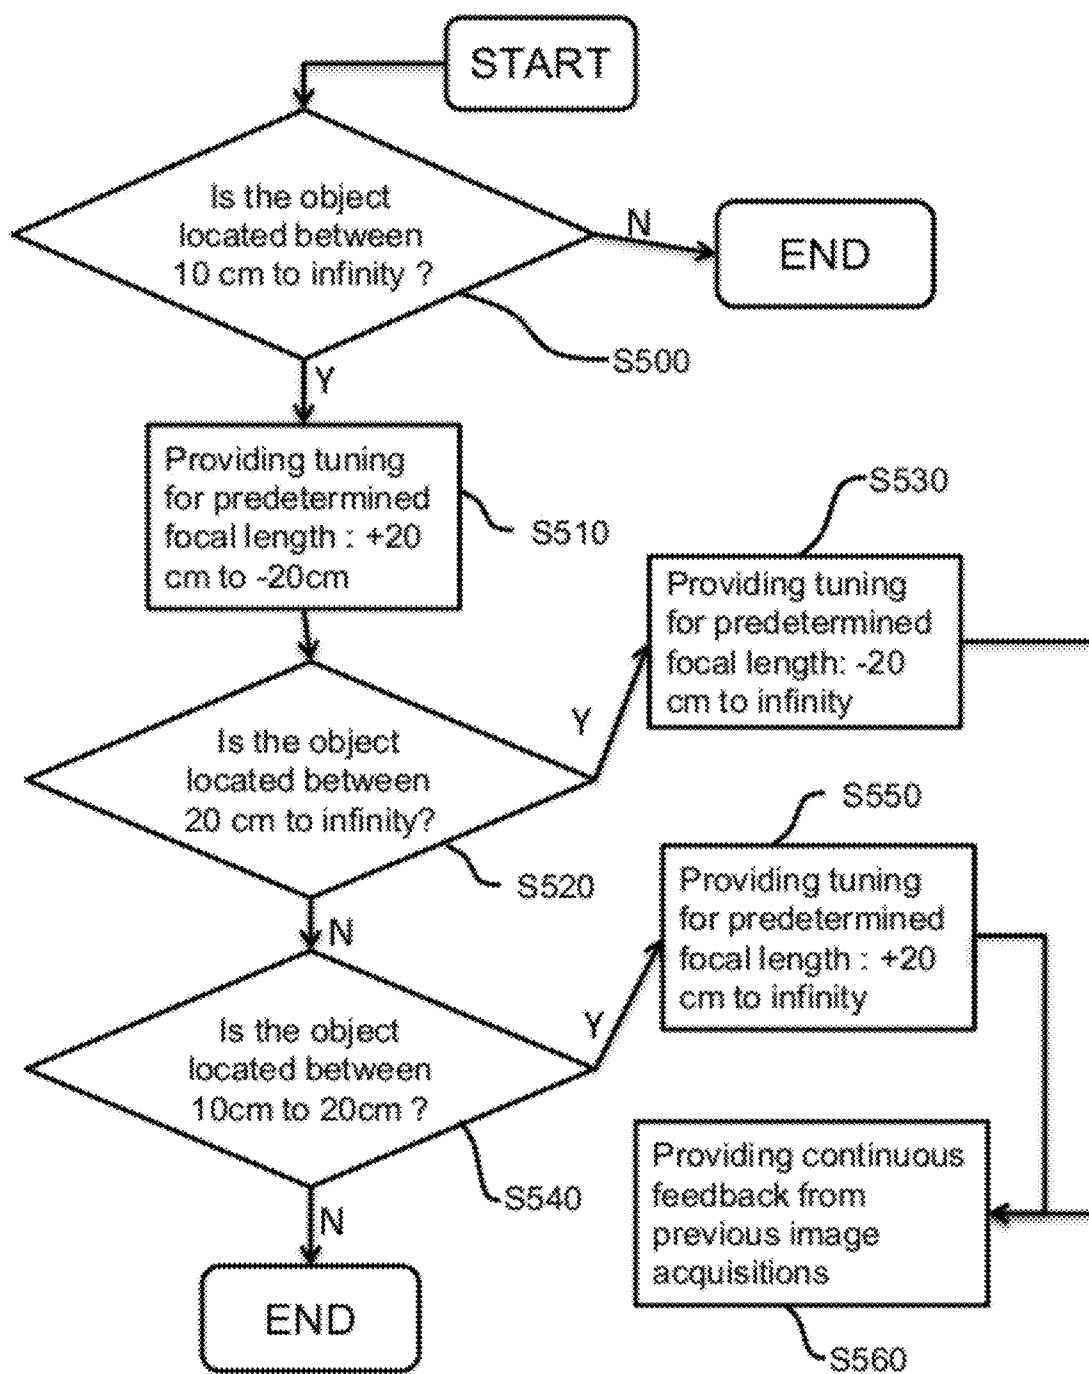 START
Is the object
located between
10 cm to infinity ?
N
END
S500
Y
Providing tuning
for predetermined
focal length : +20
cm to -20cm
S510
S530
Providing tuning
for predetermined
focal length: -20
cm to infinity
Is the object
located between
20 cm to infinity?
Y
S520
N
S550
Providing tuning
for predetermined
focal length : +20
cm to infinity
Is the object
located between
10cm to 20cm ?
Y
S540
N
END
Providing continuous
feedback from
previous image
acquisitions
S560